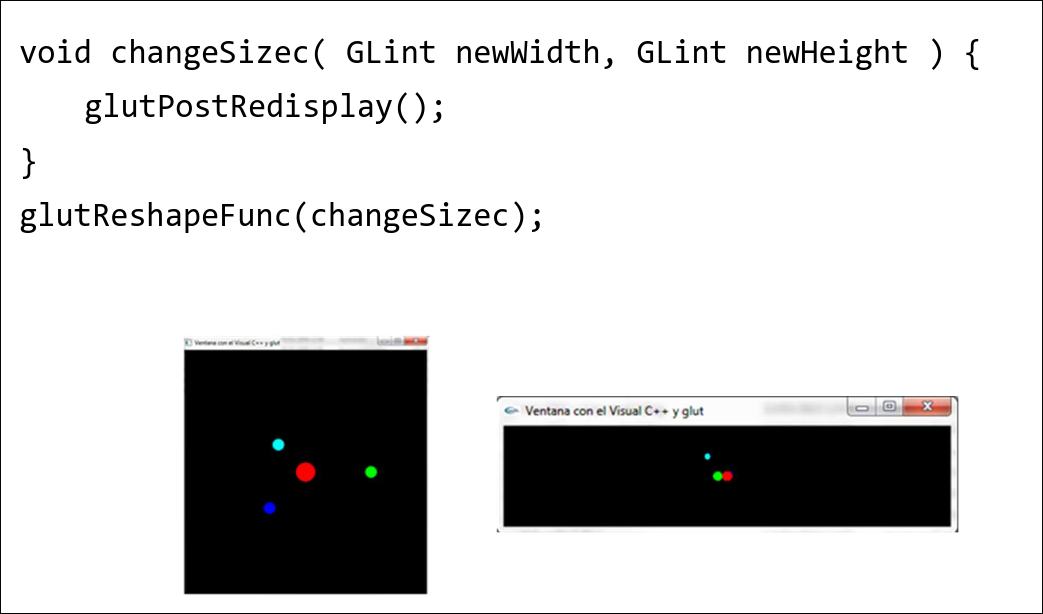 void changeSizec( GLint newWidth, GLint newHeight ) {
glutPostRedisplay();
}
glutReshapeFunc(changeSizec);
Ventana con el Visual C++ y glut
Ventana con el Visual C++ y glut